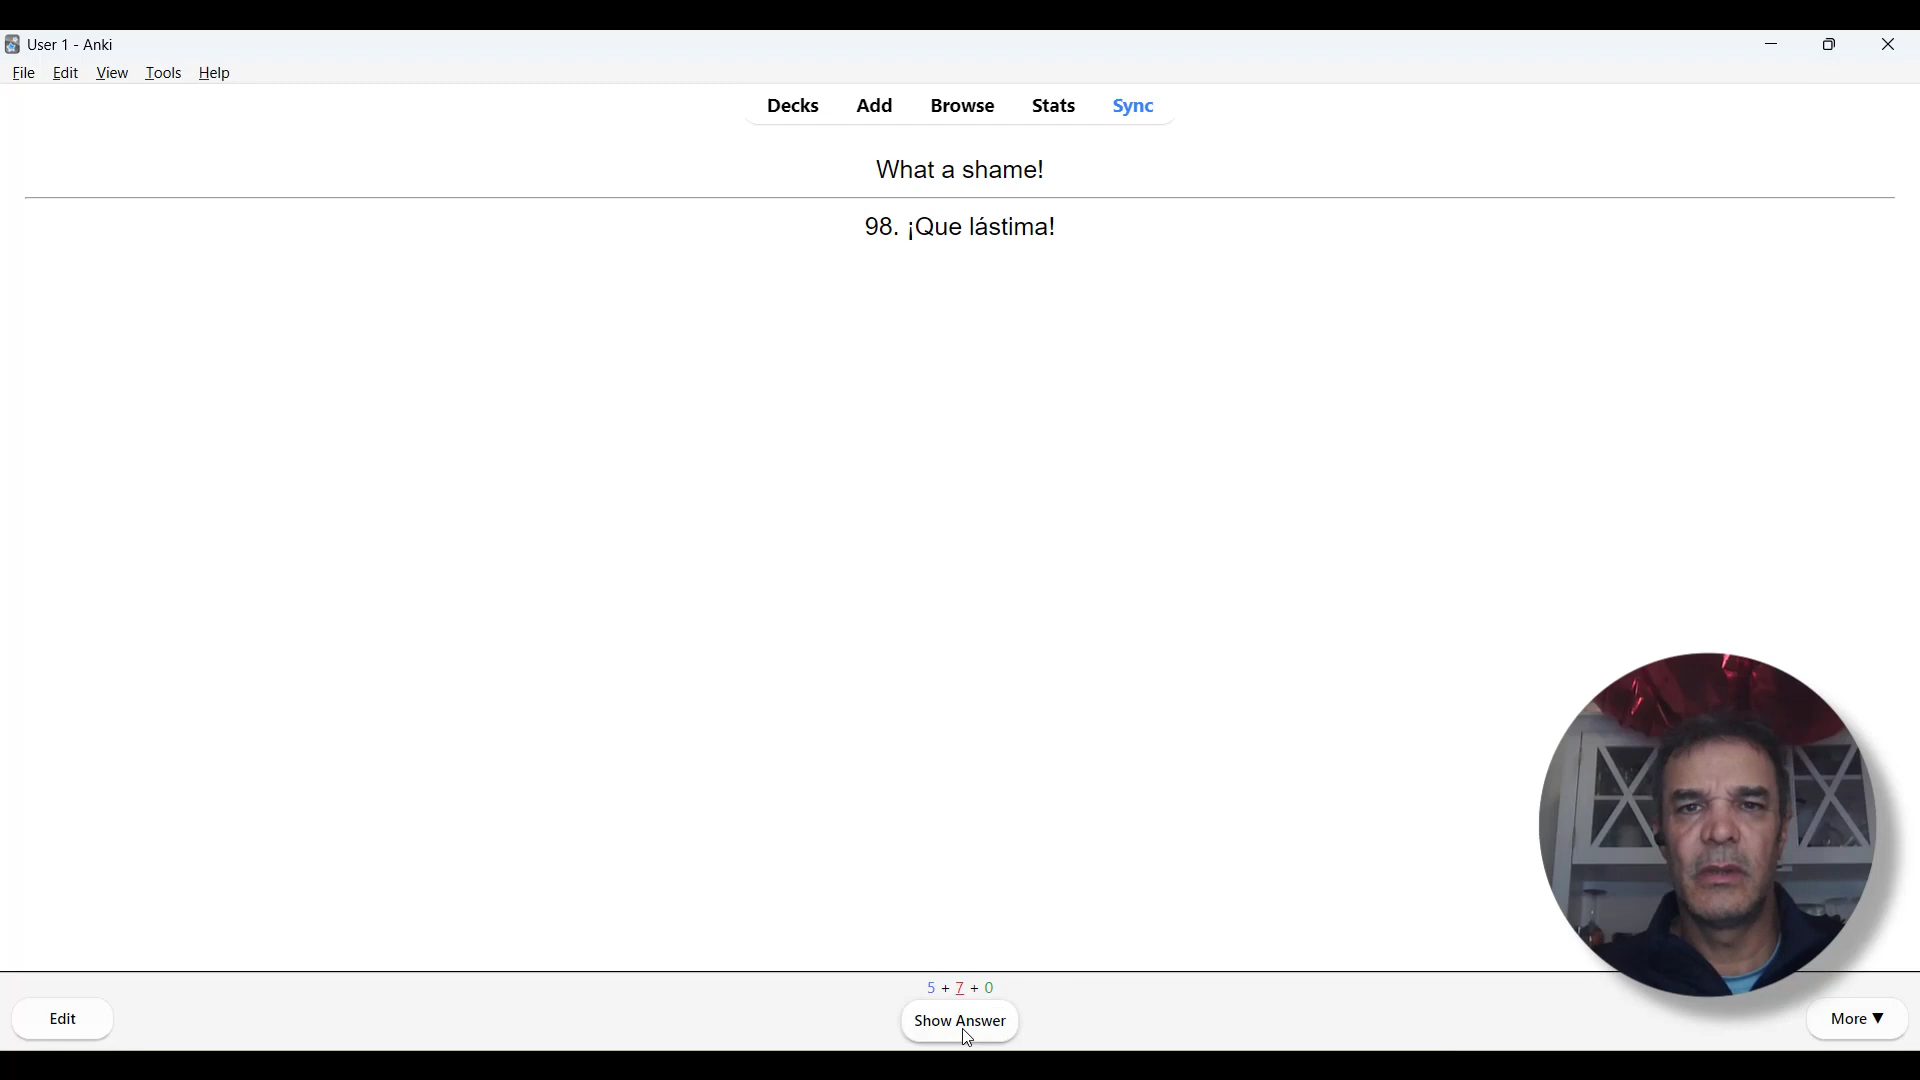 User 1 - Anki
File Edit View Tools Help
Decks Add Browse Stats Sync
What a shame!
98. ¡Que lástima!
5 + 7 + 0
Edit Show Answer More ▼